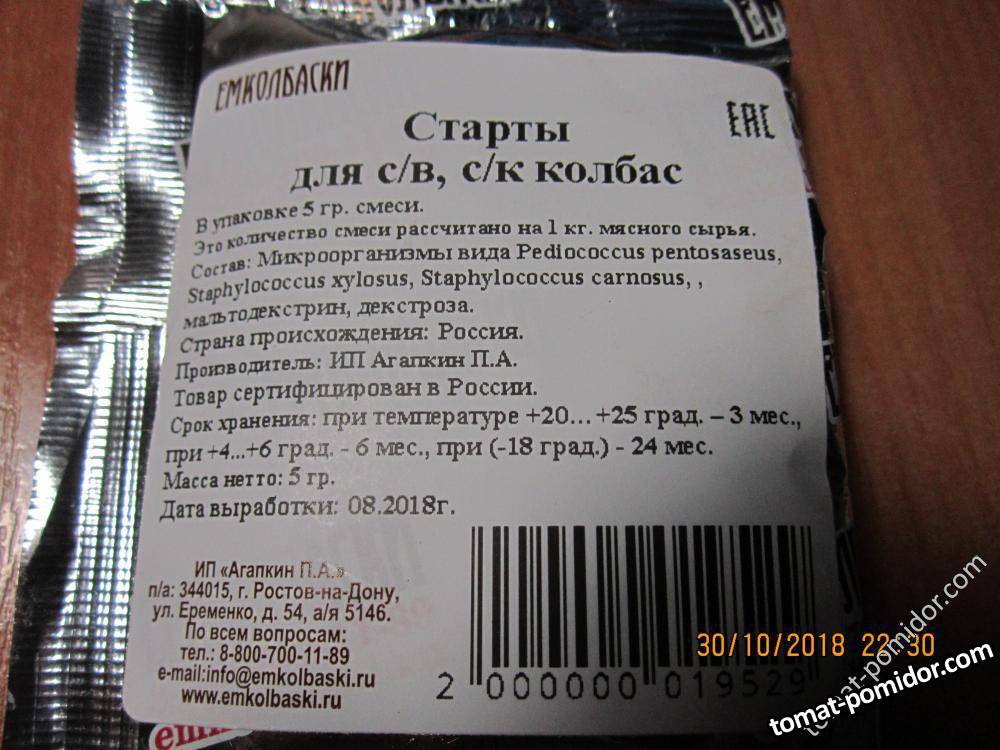 ЕМКОЛБАСКИ
ЕАС
Старты
для с/в, с/к колбас
В упаковке 5 гр. смеси.
Это количество смеси рассчитано на 1 кг. мясного сырья.
Состав: Микроорганизмы вида Pediococcus pentosaseus,
Staphylococcus xylosus, Staphylococcus carnosus, ,
мальтодекстрин, декстроза.
Страна происхождения: Россия.
Производитель: ИП Агапкин П.А.
Товар сертифицирован в России.
Срок хранения: при температуре +20... +25 град. – 3 мес.,
при +4...+6 град. - 6 мес., при (-18 град.) - 24 мес.
Масса нетто: 5 гр.
Дата выработки: 08.2018г.
ИП «Агапкин П.А.»
п/а: 344015, г. Ростов-на-Дону,
ул. Еременко, д. 54, а/я 5146.
По всем вопросам:
тел.: 8-800-700-11-89
e-mail:info@emkolbaski.ru
www.emkolbaski.ru
2 000000 019529
30/10/2018 22:30
tomat-pomidor.com
tomat-pomidor.com